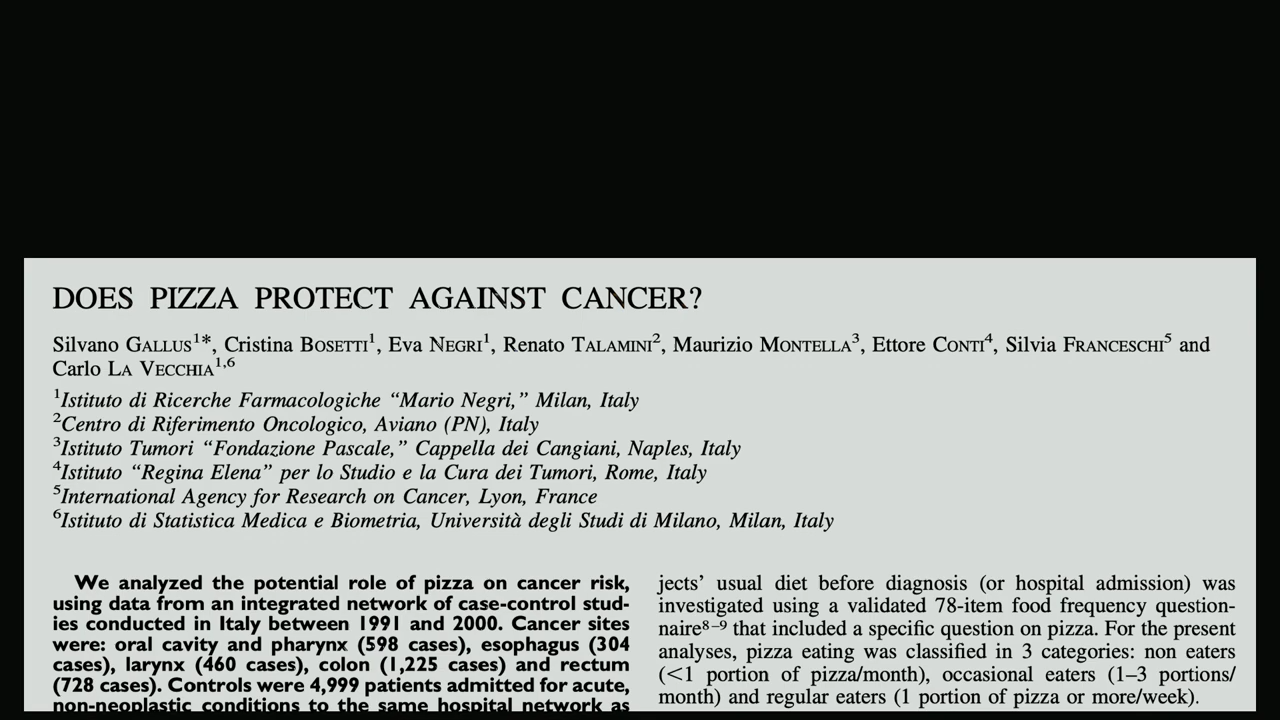 DOES PIZZA PROTECT AGAINST CANCER?
Silvano GALLUS1*, Cristina BOSETTI1, Eva NEGRI1, Renato TALAMINI2, Maurizio MONTELLA3, Ettore CONTI4, Silvia FRANCESCHI5 and
Carlo LA VECCHIA1,6
1Istituto di Ricerche Farmacologiche “Mario Negri,” Milan, Italy
2Centro di Riferimento Oncologico, Aviano (PN), Italy
3Istituto Tumori “Fondazione Pascale,” Cappella dei Cangiani, Naples, Italy
4Istituto “Regina Elena” per lo Studio e la Cura dei Tumori, Rome, Italy
5International Agency for Research on Cancer, Lyon, France
6Istituto di Statistica Medica e Biometria, Università degli Studi di Milano, Milan, Italy
We analyzed the potential role of pizza on cancer risk,
using data from an integrated network of case-control stud-
ies conducted in Italy between 1991 and 2000. Cancer sites
were: oral cavity and pharynx (598 cases), esophagus (304
cases), larynx (460 cases), colon (1,225 cases) and rectum
(728 cases). Controls were 4,999 patients admitted for acute,
non-neoplastic conditions to the same hospital network as
jects’ usual diet before diagnosis (or hospital admission) was
investigated using a validated 78-item food frequency question-
naire8–9 that included a specific question on pizza. For the present
analyses, pizza eating was classified in 3 categories: non eaters
(<1 portion of pizza/month), occasional eaters (1–3 portions/
month) and regular eaters (1 portion of pizza or more/week).